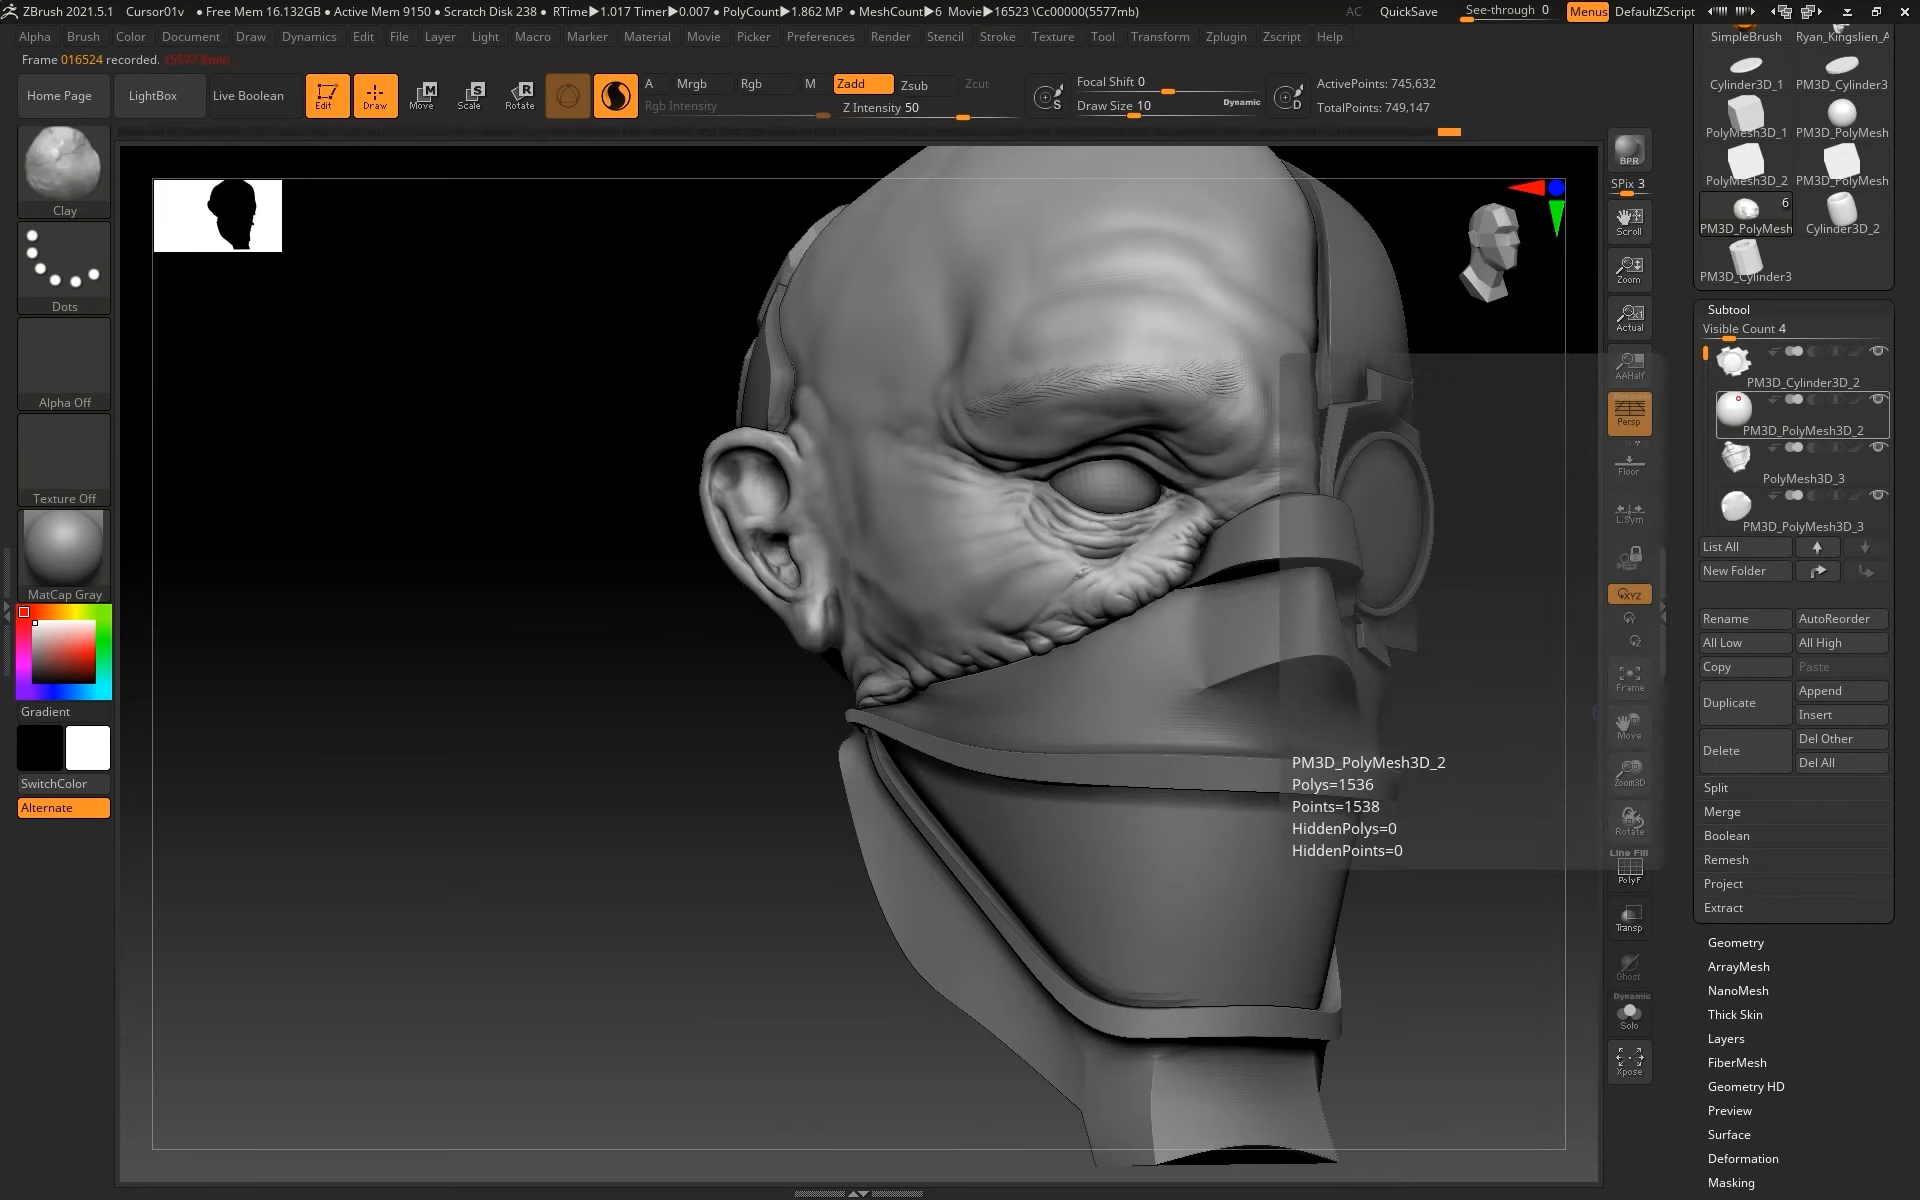 ZBrush 2021.5.1 Cursor01v • Free Mem 16.132GB • Active Mem 9150 • Scratch Disk 238 • RTime▶1.017 Timer▶0.007 • PolyCount▶1.862 MP • MeshCount▶6 Movie▶16523 \Cc00000(5577mb) AC QuickSave See-through 0 Menus DefaultZScript
Alpha Brush Color Document Draw Dynamics Edit File Layer Light Macro Marker Material Movie Picker Preferences Render Stencil Stroke Texture Tool Transform Zplugin Zscript Help
Frame 016524 recorded. (5577.8mb)
Home Page LightBox Live Boolean Edit Draw Move Scale Rotate
A Mrgb Rgb M Zadd Zsub Zcut
Rgb Intensity Z Intensity 50
Focal Shift 0
Draw Size 10 Dynamic
S D
ActivePoints: 745,632
TotalPoints: 749,147
Clay
Dots
Alpha Off
Texture Off
MatCap Gray
Gradient
SwitchColor
Alternate
PM3D_PolyMesh3D_2
Polys=1536
Points=1538
HiddenPolys=0
HiddenPoints=0
BPR
SPix 3
Scroll
Zoom
Actual
AAHalf
Persp
Floor
L.Sym
XYZ
Frame
Move
Zoom3D
Rotate
Line Fill
PolyF
Transp
Ghost
Dynamic
Solo
Xpose
SimpleBrush Ryan_Kingslien_A
Cylinder3D_1 PM3D_Cylinder3
PolyMesh3D_1 PM3D_PolyMesh
PolyMesh3D_2 PM3D_PolyMesh
6
PM3D_PolyMesh Cylinder3D_2
PM3D_Cylinder3
Subtool
Visible Count 4
PM3D_Cylinder3D_2
PM3D_PolyMesh3D_2
PolyMesh3D_3
PM3D_PolyMesh3D_3
List All
New Folder
Rename AutoReorder
All Low All High
Copy Paste
Duplicate Append
Insert
Delete Del Other
Del All
Split
Merge
Boolean
Remesh
Project
Extract
Geometry
ArrayMesh
NanoMesh
Thick Skin
Layers
FiberMesh
Geometry HD
Preview
Surface
Deformation
Masking